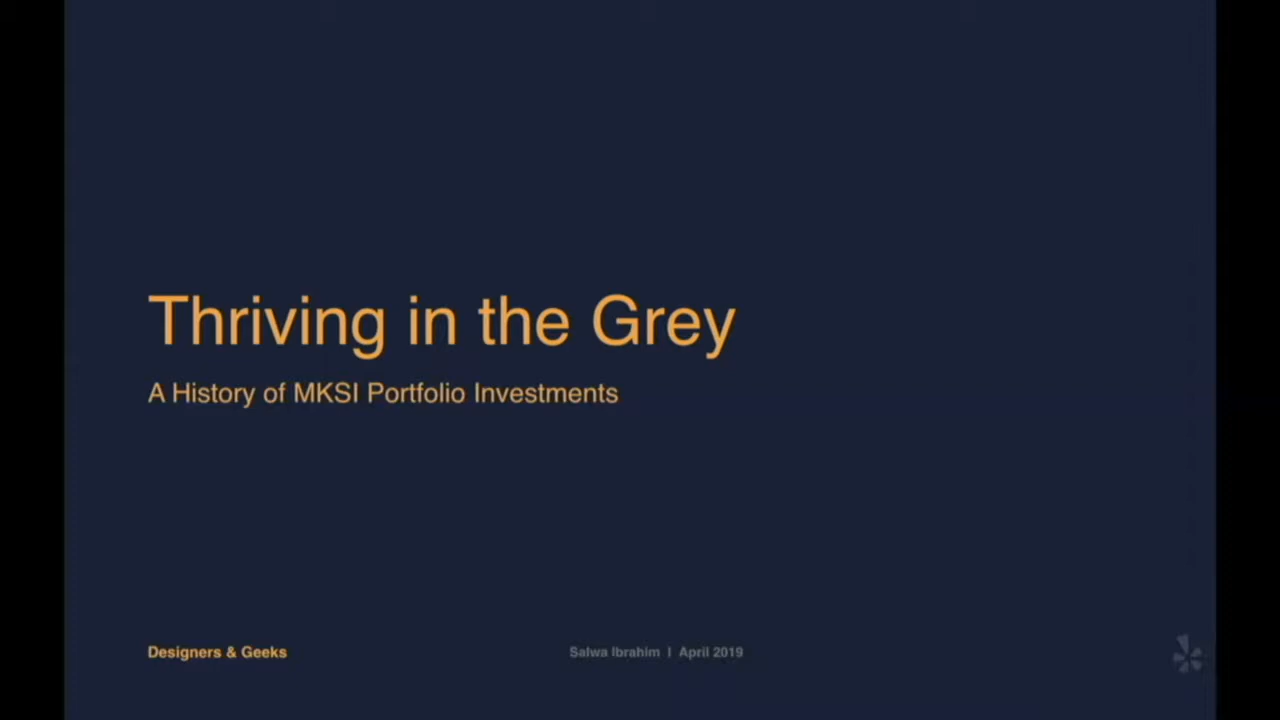 Thriving in the Grey
A History of MKSI Portfolio Investments
Designers & Geeks
Salwa Ibrahim | April 2019